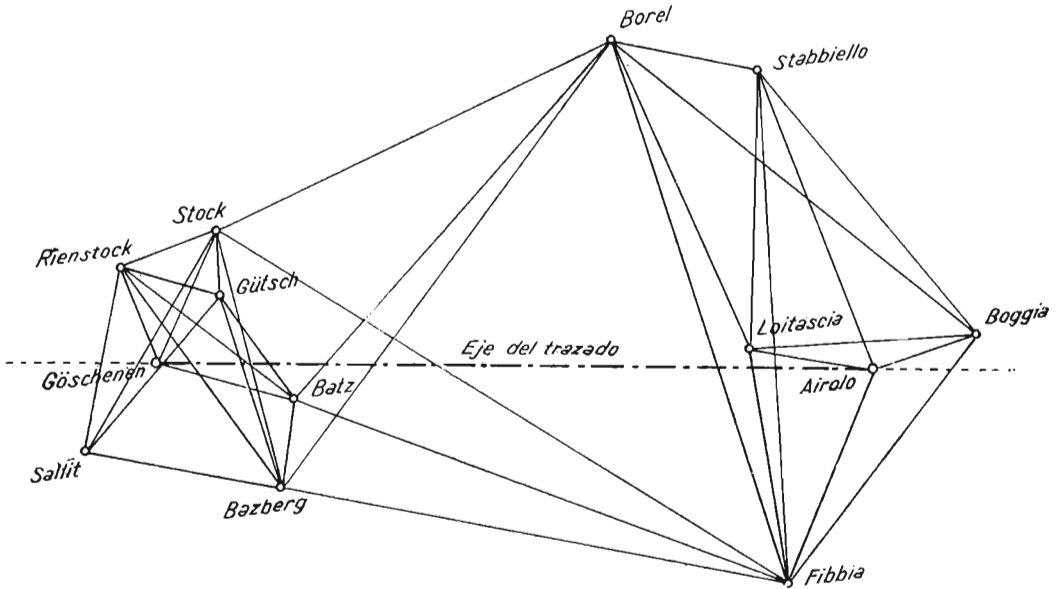 Borel
Stabbiello
Stock
Rienstock
Gütsch
Loitascia
Boggia
Eje del trazado
Göschenen
Batz
Airolo
Sallit
Bazberg
Fibbia